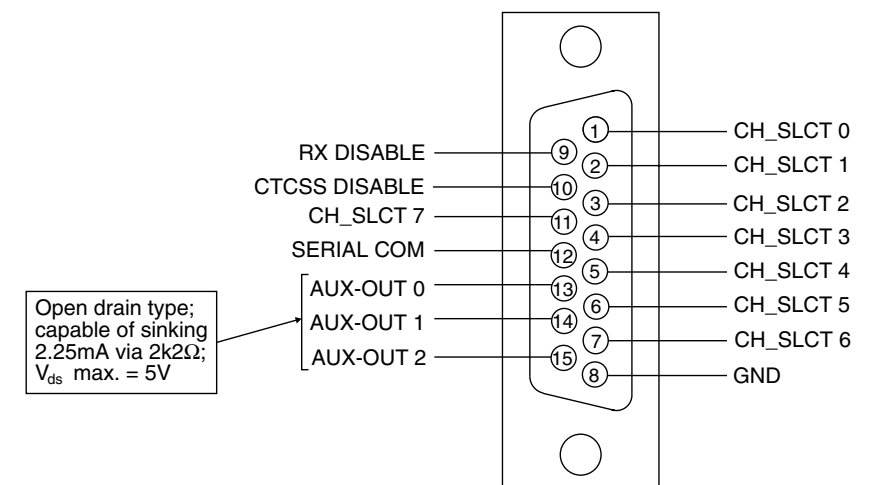 RX DISABLE
CTCSS DISABLE
CH_SLCT 7
SERIAL COM
AUX-OUT 0
AUX-OUT 1
AUX-OUT 2
Open drain type;
capable of sinking
2.25mA via 2k2Ω;
Vds max. = 5V
9
10
11
12
13
14
15
1
2
3
4
5
6
7
8
CH_SLCT 0
CH_SLCT 1
CH_SLCT 2
CH_SLCT 3
CH_SLCT 4
CH_SLCT 5
CH_SLCT 6
GND